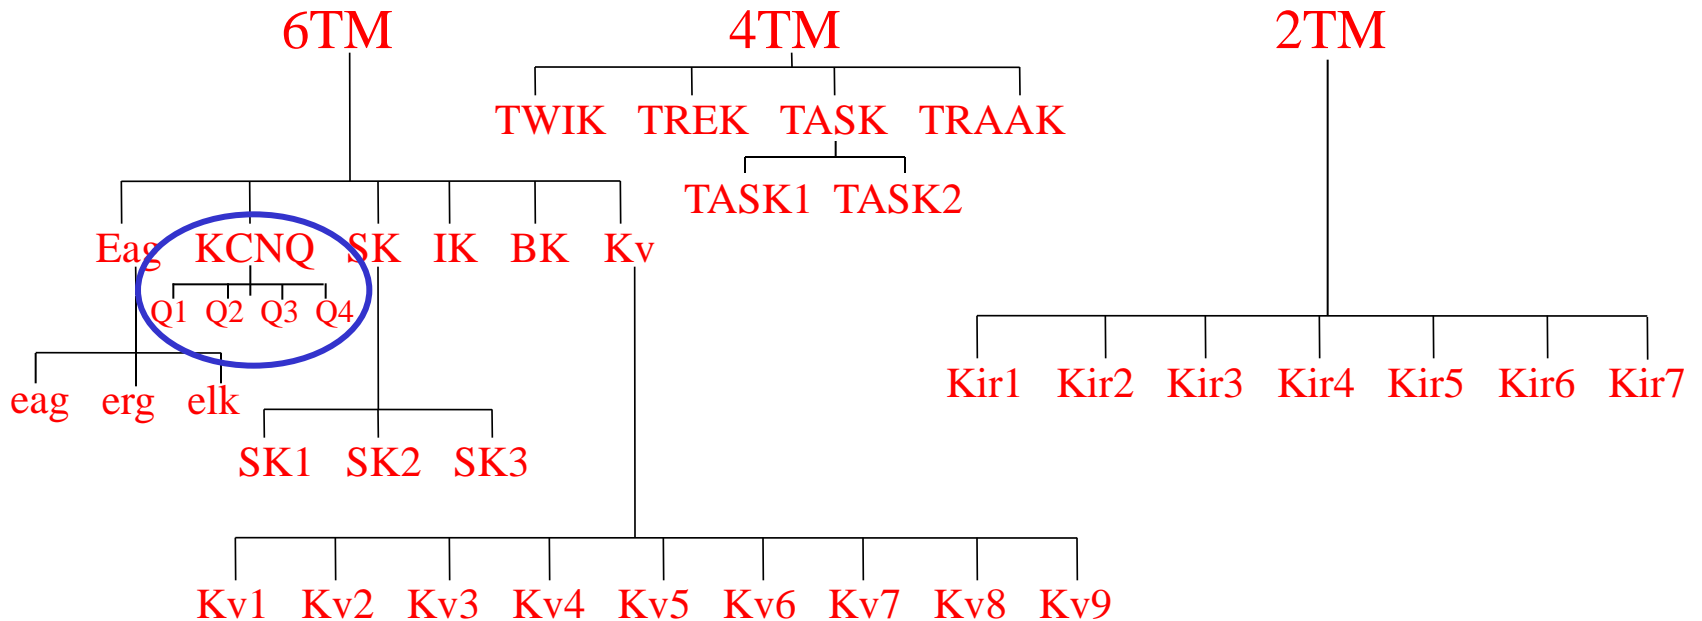 6TM 4TM 2TM
TWIK TREK TASK TRAAK
TASK1 TASK2
Eag KCNQ SK IK BK Kv
Q1 Q2 Q3 Q4
Kir1 Kir2 Kir3 Kir4 Kir5 Kir6 Kir7
eag erg elk
SK1 SK2 SK3
Kv1 Kv2 Kv3 Kv4 Kv5 Kv6 Kv7 Kv8 Kv9